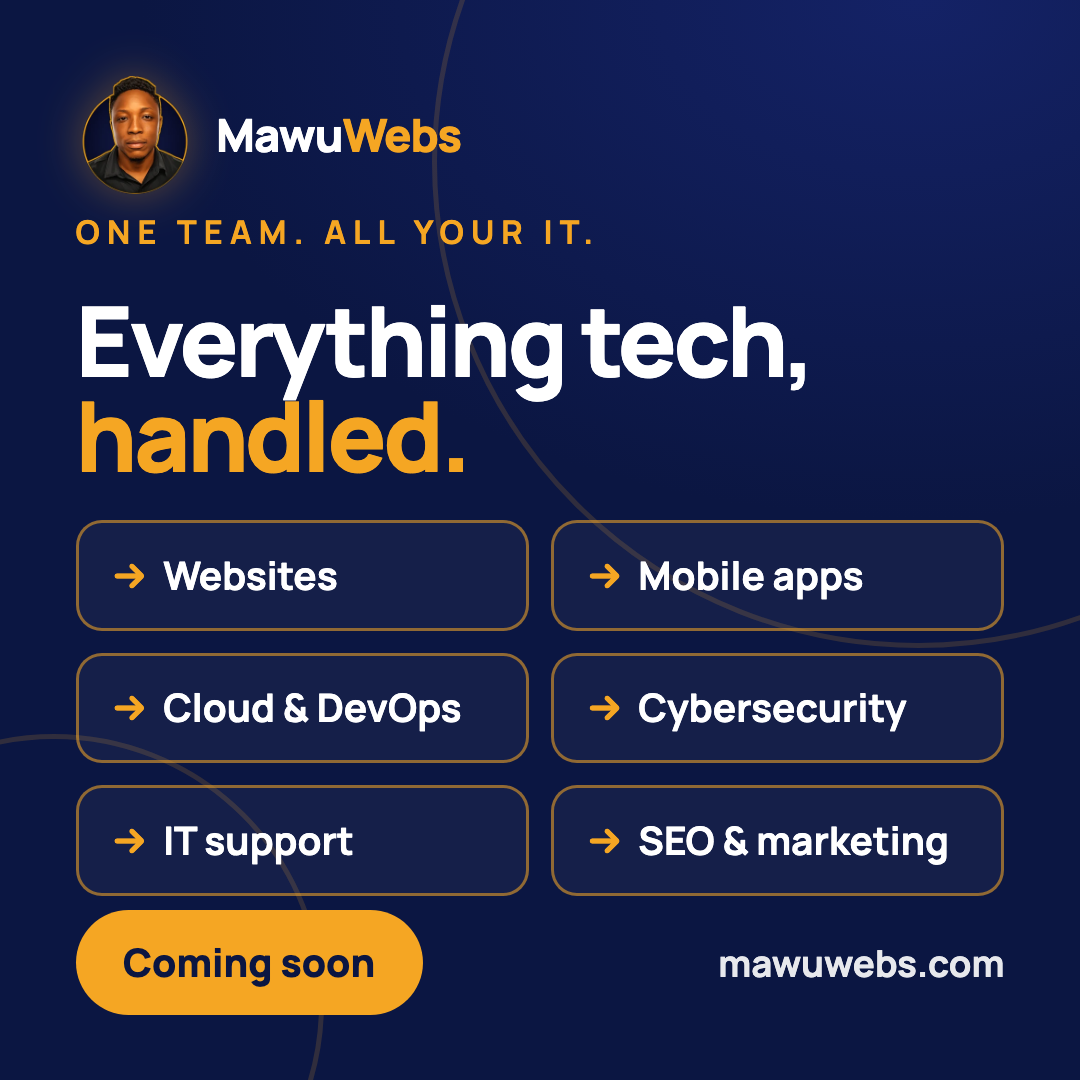 MawuWebs
ONE TEAM. ALL YOUR IT.
Everything tech,
handled.
Websites
Mobile apps
Cloud & DevOps
Cybersecurity
IT support
SEO & marketing
Coming soon
mawuwebs.com